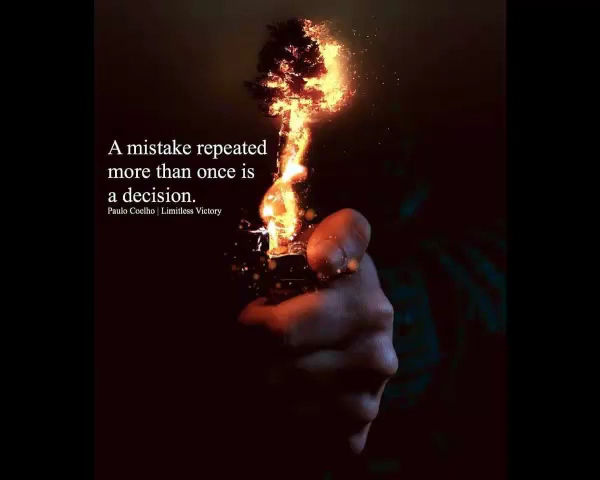 A mistake repeated
more than once is
a decision.
Paulo Coelho | Limitless Victory